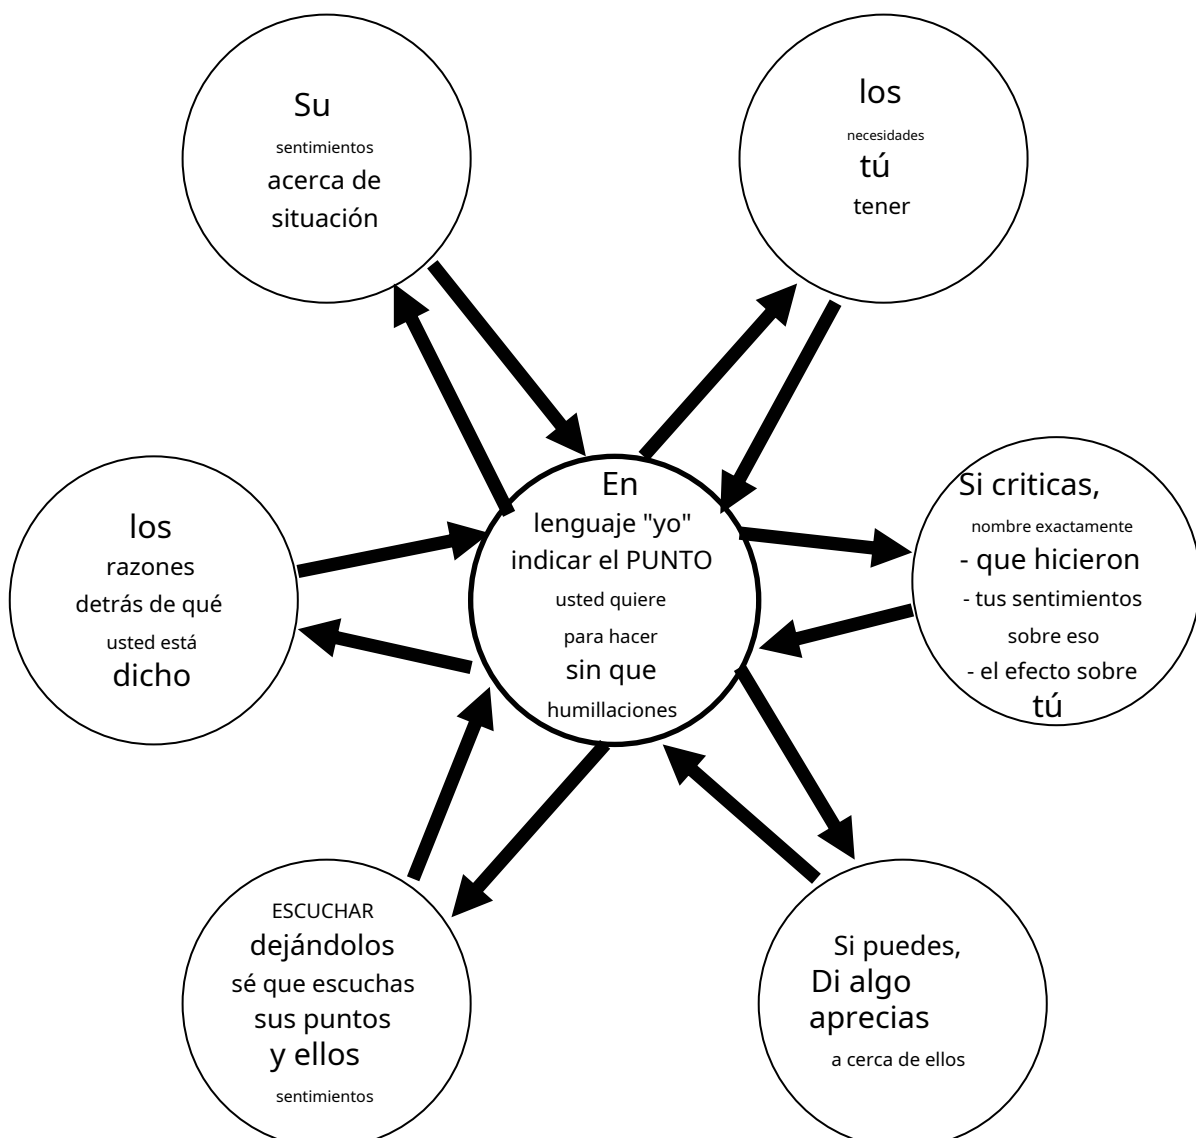 Su
sentimientos
acerca de
situación
los
necesidades
tú
tener
los
razones
detrás de qué
usted está
dicho
En
lenguaje "yo"
indicar el PUNTO
usted quiere
para hacer
sin que
humillaciones
Si criticas,
nombre exactamente
- que hicieron
- tus sentimientos
sobre eso
- el efecto sobre
tú
ESCUCHAR
dejándolos
sé que escuchas
sus puntos
y ellos
sentimientos
Si puedes,
Di algo
aprecias
a cerca de ellos